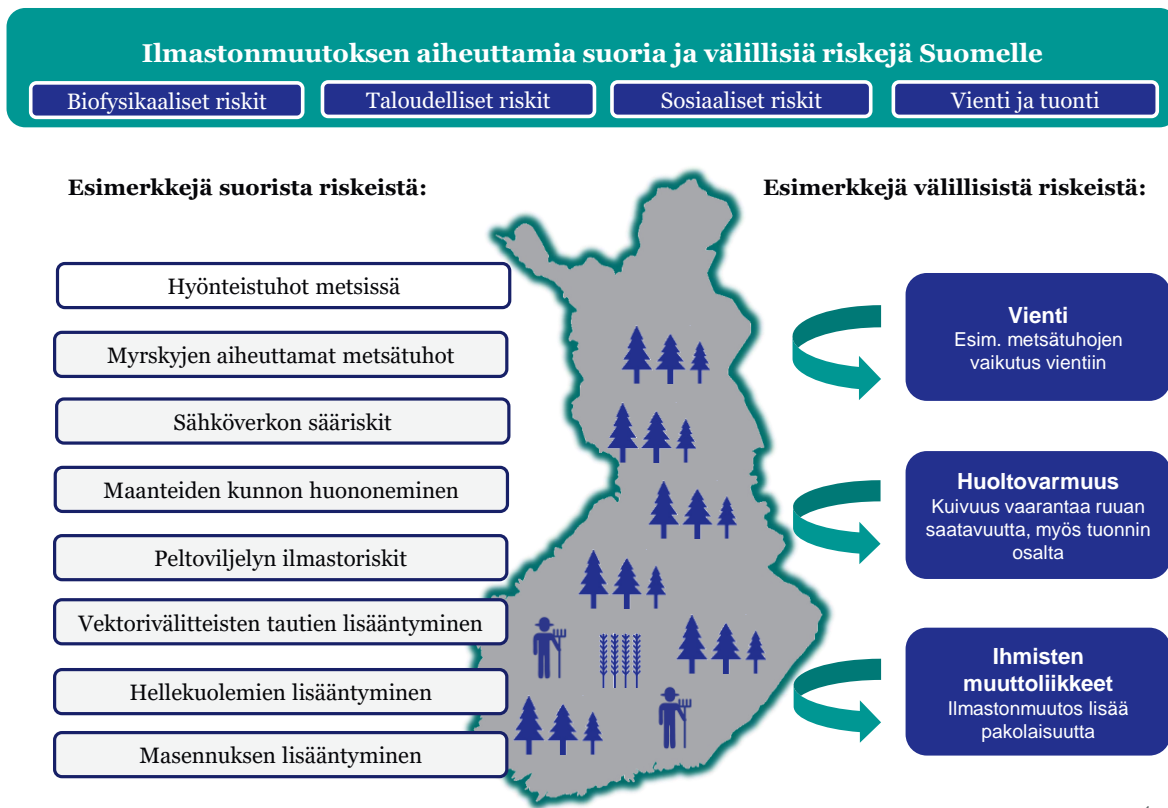 Ilmastonmuutoksen aiheuttamia suoria ja välillisiä riskejä Suomelle
Biofysikaaliset riskit
Taloudelliset riskit
Sosiaaliset riskit
Vienti ja tuonti
Esimerkkejä suorista riskeistä:
Hyönteistuhot metsissä
Myrskyjen aiheuttamat metsätuhot
Sähköverkon sääriskit
Maanteiden kunnon huononeminen
Peltoviljelyn ilmastoriskit
Vektorivälitteisten tautien lisääntyminen
Hellekuolemien lisääntyminen
Masennuksen lisääntyminen
Esimerkkejä välillisistä riskeistä:
Vienti
Esim. metsätuhojen
vaikutus vientiin
Huoltovarmuus
Kuivuus vaarantaa ruuan
saatavuutta, myös tuonnin
osalta
Ihmisten
muuttoliikkeet
Ilmastonmuutos lisää
pakolaisuutta